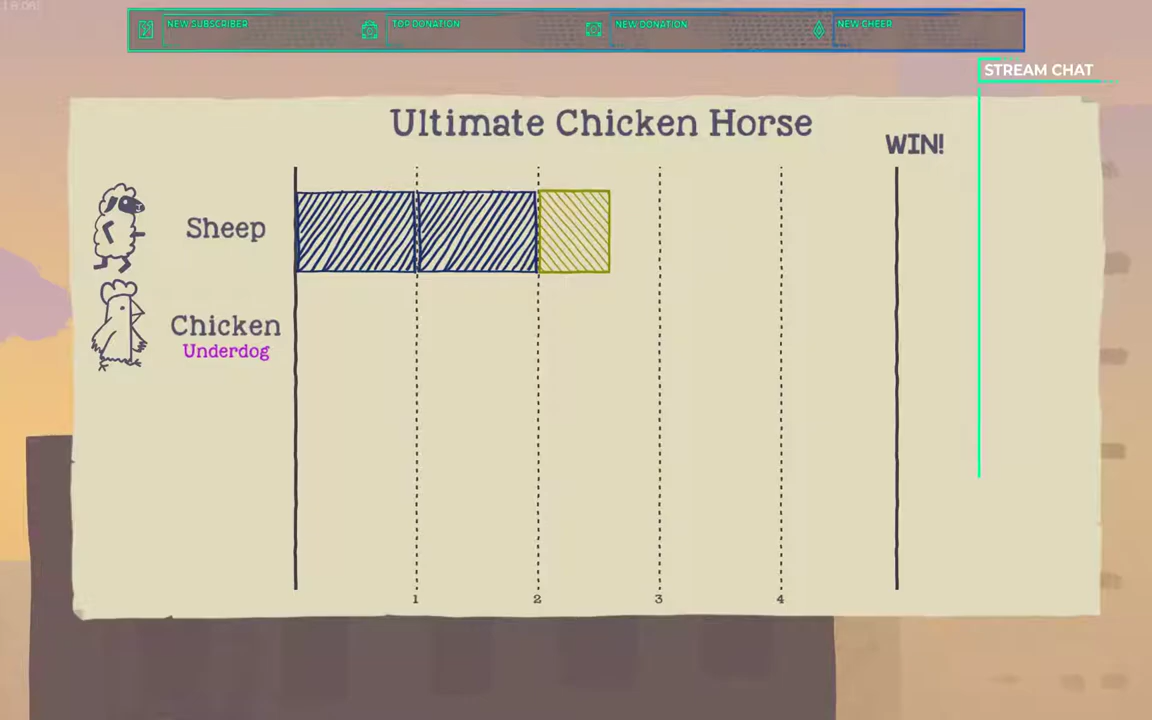 NEW SUBSCRIBER
TOP DONATION
NEW DONATION
NEW CHEER
STREAM CHAT
Ultimate Chicken Horse
WIN!
Sheep
Chicken
Underdog
1 2 3 4